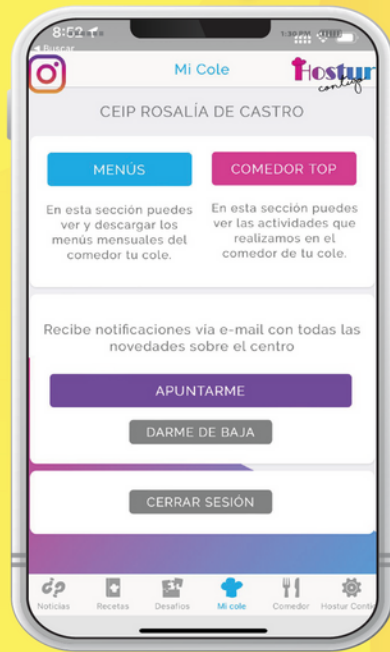 8:52
Buscar
Mi Cole
Hostur
contigo
CEIP ROSALÍA DE CASTRO
MENÚS
En esta sección puedes
ver y descargar los
menús mensuales del
comedor tu cole.
COMEDOR TOP
En esta sección puedes
ver las actividades que
realizamos en el
comedor de tu cole.
Recibe notificaciones via e-mail con todas las
novedades sobre el centro
APUNTARME
DARME DE BAJA
CERRAR SESIÓN
Noticias
Recetas
Desafios
Mi cole
Comedor
Hostur Conti